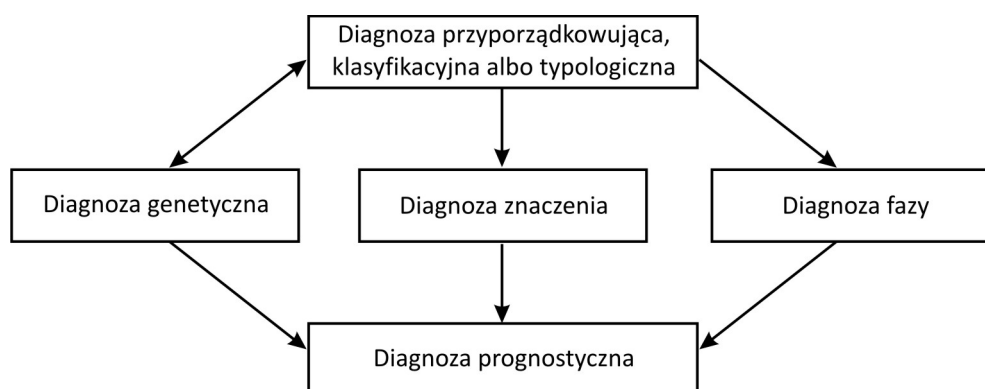 Diagnoza przyporządkowująca,
klasyfikacyjna albo typologiczna
Diagnoza genetyczna
Diagnoza znaczenia
Diagnoza fazy
Diagnoza prognostyczna